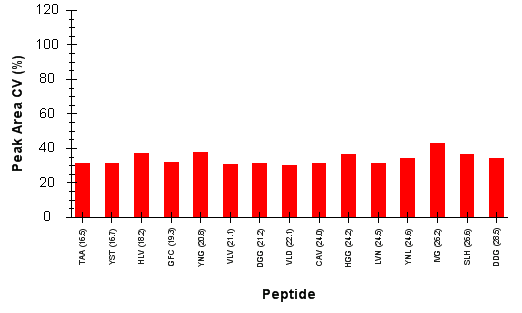 120
100
80
60
40
20
0
Peak Area CV (%)
TAA (16.5)
YST (16.7)
HLV (18.2)
GFC (19.3)
YNG (20.8)
VLV (21.1)
DGG (21.2)
VLD (22.1)
CAV (24.0)
HGG (24.2)
LVN (24.5)
YNL (24.6)
IVG (25.2)
SLH (25.6)
DDG (28.5)
Peptide